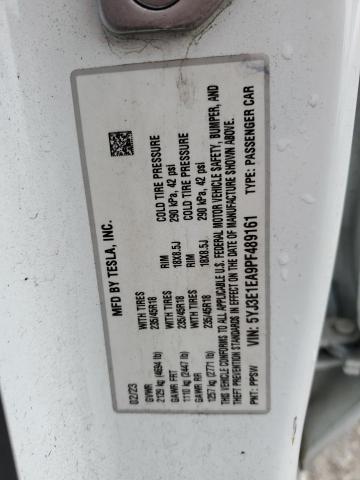 MFD BY TESLA, INC.
02/23 WITH TIRES RIM COLD TIRE PRESSURE
GVWR 235/45R18 18X8.5J 290 kPa, 42 psi
2129 kg (4694 lb)
GAWR FRT WITH TIRES RIM COLD TIRE PRESSURE
1110 kg (2447 lb) 235/45R18 18X8.5J 290 kPa, 42 psi
GAWR RR
1257 kg (2771 lb)
THIS VEHICLE CONFORMS TO ALL APPLICABLE U.S. FEDERAL MOTOR VEHICLE SAFETY, BUMPER, AND
THEFT PREVENTION STANDARDS IN EFFECT ON THE DATE OF MANUFACTURE SHOWN ABOVE.
VIN: 5YJ3E1EA9PF489161 TYPE: PASSENGER CAR
PNT: PPSW